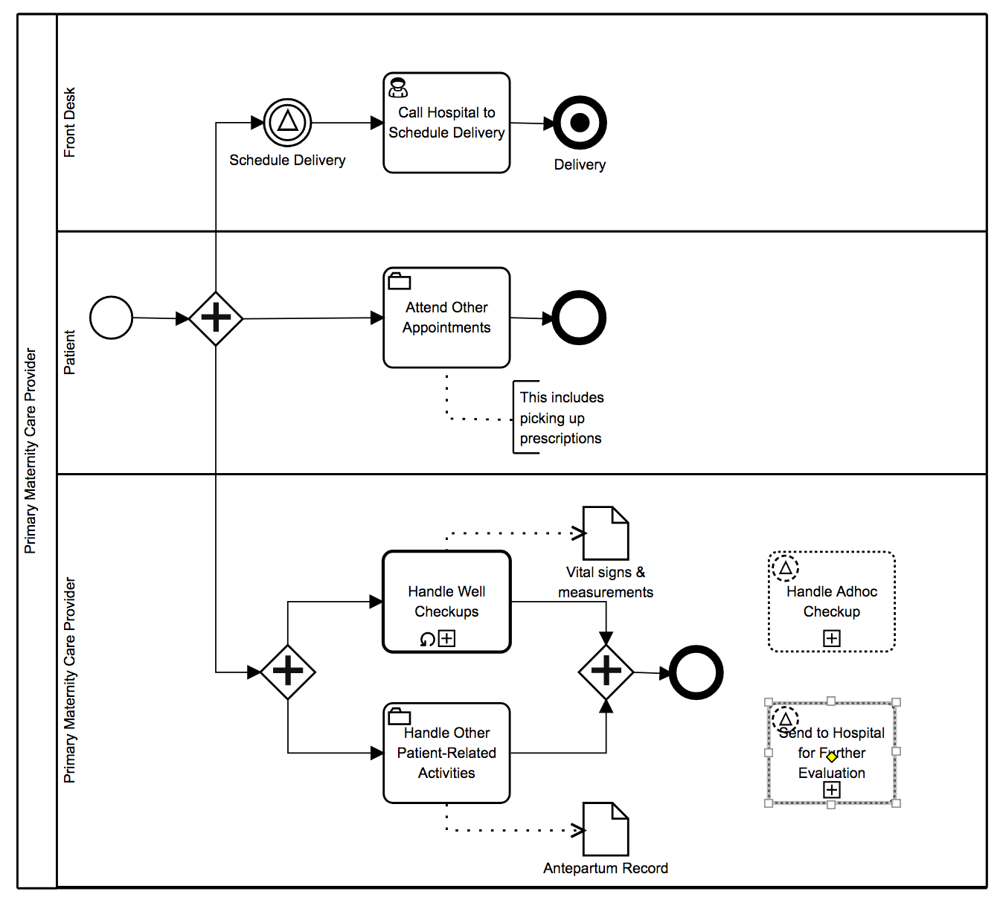 Primary Maternity Care Provider
Front Desk
Schedule Delivery
Call Hospital to
Schedule Delivery
Delivery
Patient
Attend Other
Appointments
This includes
picking up
prescriptions
Primary Maternity Care Provider
Handle Well
Checkups
Vital signs &
measurements
Handle Other
Patient-Related
Activities
Antepartum Record
Handle Adhoc
Checkup
Send to Hospital
for Further
Evaluation